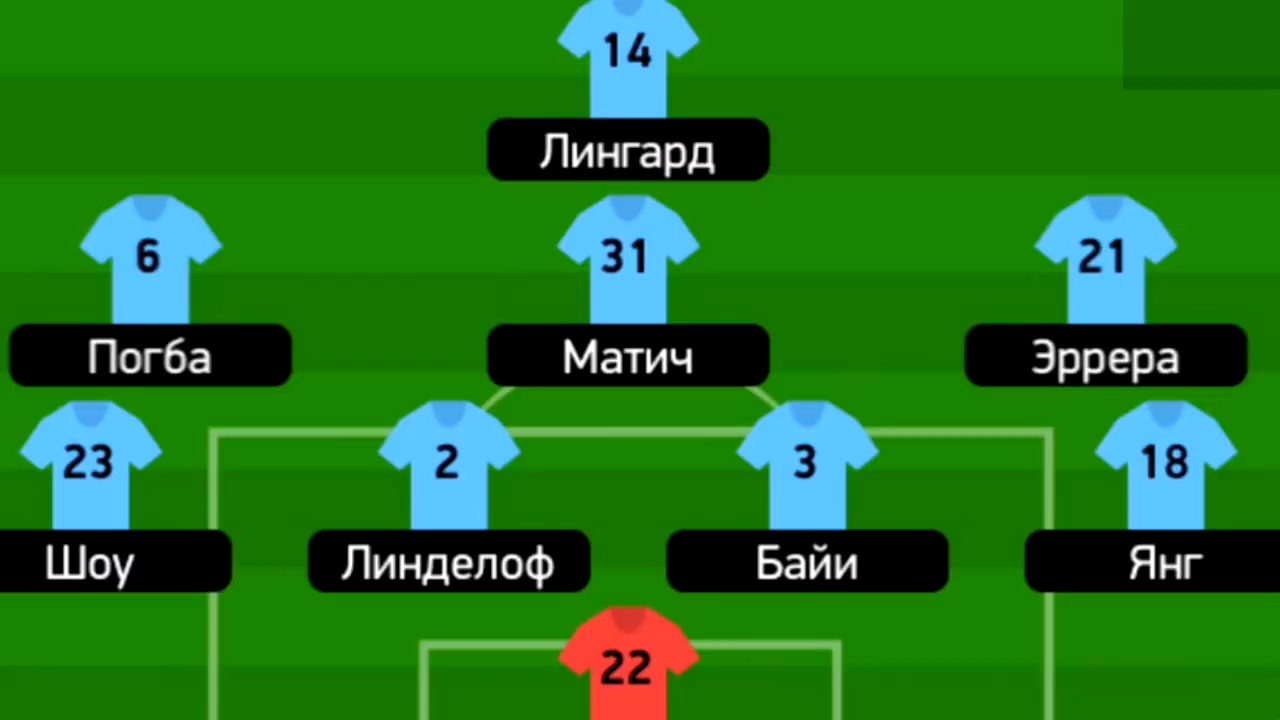 14
Лингард
6 31 21
Погба Матич Эррера
23 2 3 18
Шоу Линделоф Байи Янг
22